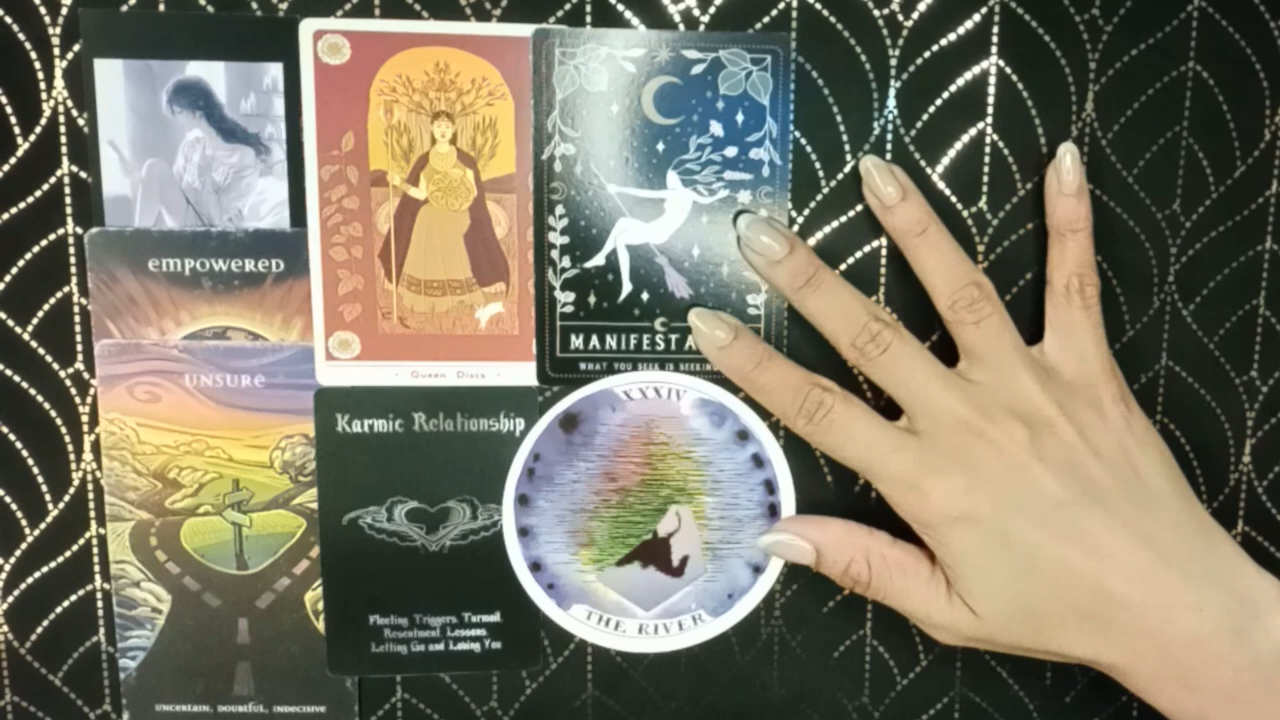 EMPOWERED
UNSURE
UNCERTAIN, DOUBTFUL, INDECISIVE
· Queen Discs ·
WHAT YOU SEEK IS
Karmic Relationship
Fleeting Triggers. Turmoil.
Resentment. Lessons.
Letting Go and Loving You
XXXIV
THE RIVER